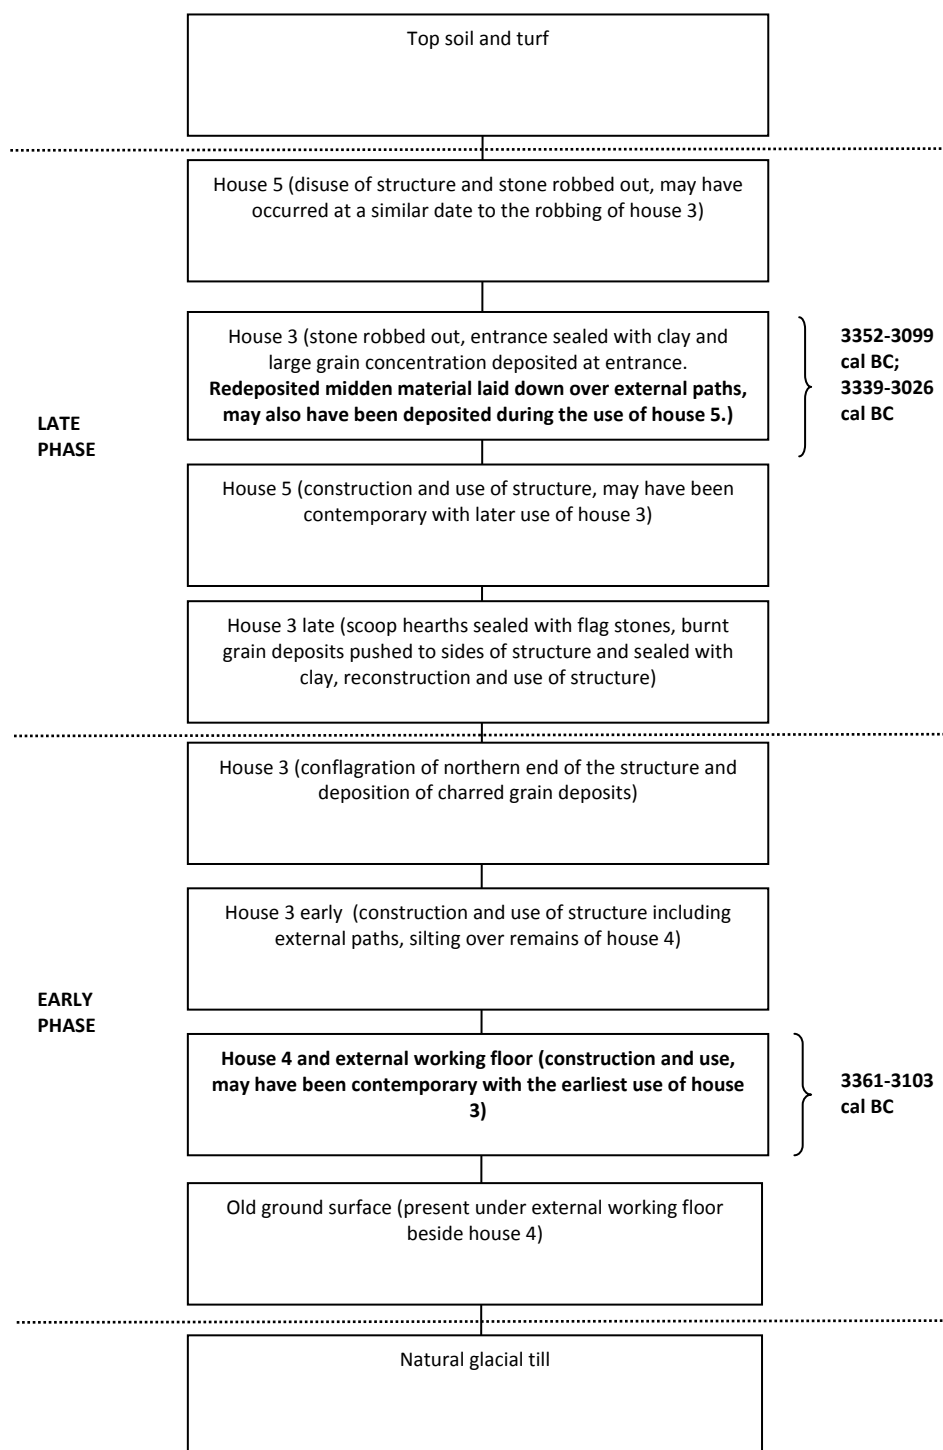 Top soil and turf
House 5 (disuse of structure and stone robbed out, may have
occurred at a similar date to the robbing of house 3)
House 3 (stone robbed out, entrance sealed with clay and
large grain concentration deposited at entrance.
Redeposited midden material laid down over external paths,
may also have been deposited during the use of house 5.)
3352-3099
cal BC;
3339-3026
cal BC
LATE
PHASE
House 5 (construction and use of structure, may have been
contemporary with later use of house 3)
House 3 late (scoop hearths sealed with flag stones, burnt
grain deposits pushed to sides of structure and sealed with
clay, reconstruction and use of structure)
House 3 (conflagration of northern end of the structure and
deposition of charred grain deposits)
House 3 early  (construction and use of structure including
external paths, silting over remains of house 4)
EARLY
PHASE
House 4 and external working floor (construction and use,
may have been contemporary with the earliest use of house
3)
3361-3103
cal BC
Old ground surface (present under external working floor
beside house 4)
Natural glacial till